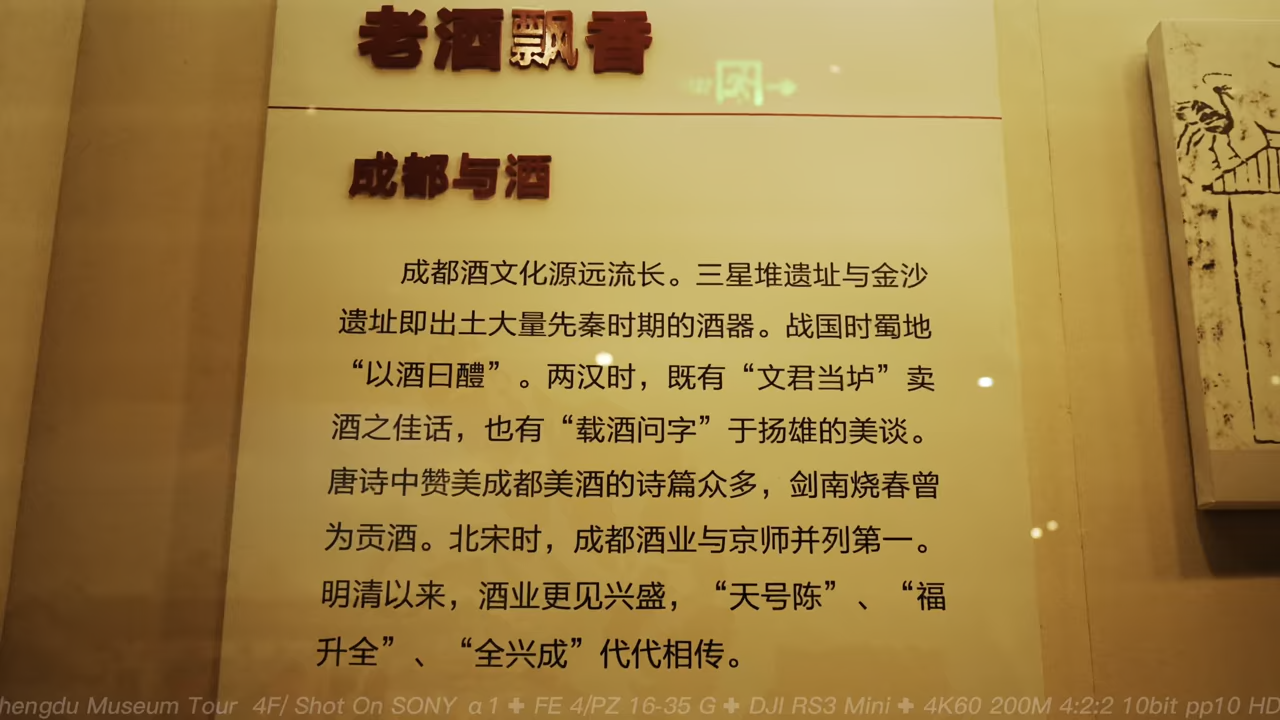 老酒飘香
成都与酒
成都酒文化源远流长。三星堆遗址与金沙
遗址即出土大量先秦时期的酒器。战国时蜀地
“以酒曰醴”。两汉时，既有“文君当垆”卖
酒之佳话，也有“载酒问字”于扬雄的美谈。
唐诗中赞美成都美酒的诗篇众多，剑南烧春曾
为贡酒。北宋时，成都酒业与京师并列第一。
明清以来，酒业更见兴盛，“天号陈”、“福
升全”、“全兴成”代代相传。
hengdu Museum Tour 4F/ Shot On SONY α1 ✚ FE 4/PZ 16-35 G ✚ DJI RS3 Mini ✚ 4K60 200M 4:2:2 10bit pp10 HD